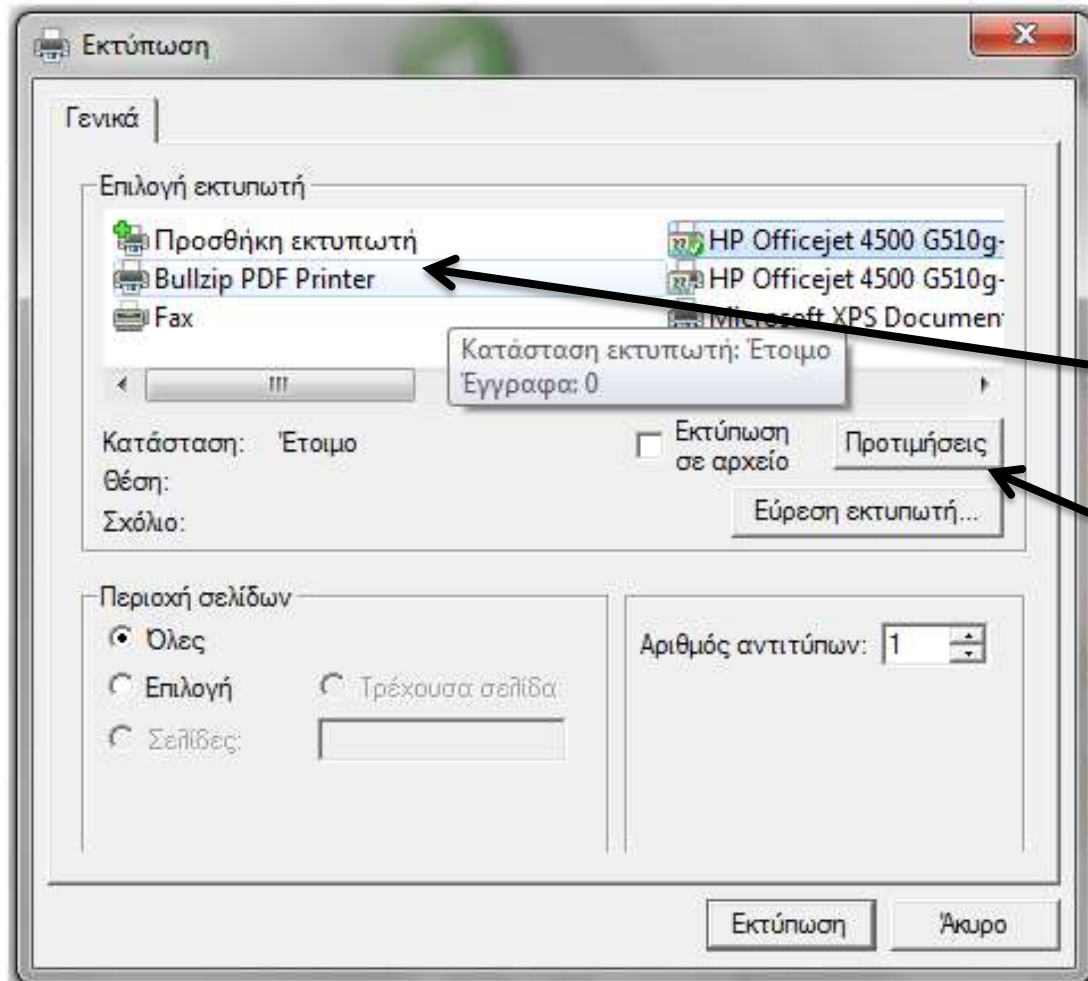 Εκτύπωση
Γενικά
Επιλογή εκτυπωτή
Προσθήκη εκτυπωτή
Bullzip PDF Printer
Fax
HP Officejet 4500 G510g-
HP Officejet 4500 G510g-
Microsoft XPS Documen
Κατάσταση εκτυπωτή: Έτοιμο
Έγγραφα: 0
Κατάσταση: Έτοιμο
Θέση:
Σχόλιο:
Εκτύπωση
σε αρχείο
Προτιμήσεις
Εύρεση εκτυπωτή...
Περιοχή σελίδων
Όλες
Επιλογή
Τρέχουσα σελίδα
Σελίδες:
Αριθμός αντιτύπων: 1
Εκτύπωση
Άκυρο